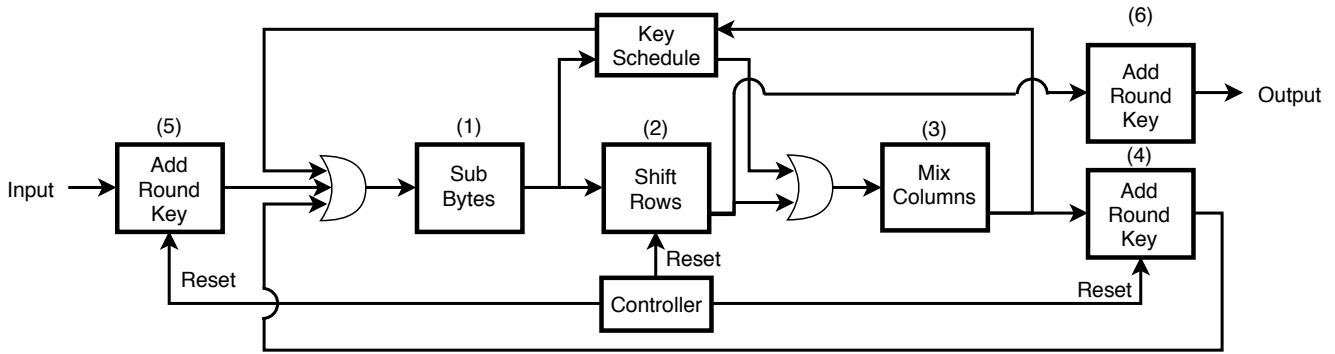 (6)
Key
Schedule
Add
Round
Key
Output
(5)
(1)
(2)
(3)
(4)
Input
Add
Round
Key
Sub
Bytes
Shift
Rows
Mix
Columns
Add
Round
Key
Reset
Reset
Reset
Controller